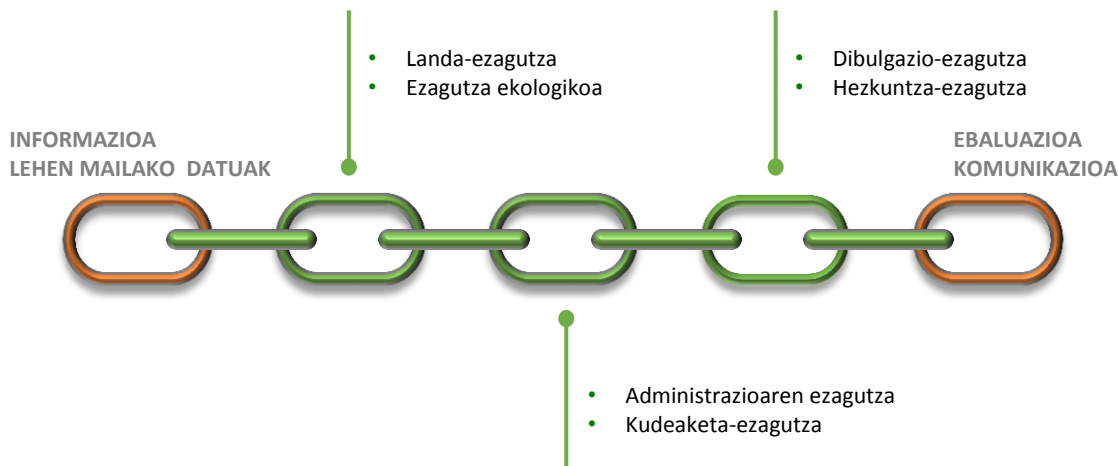 • Landa-ezagutza
• Ezagutza ekologikoa
• Dibulgazio-ezagutza
• Hezkuntza-ezagutza
INFORMAZIOA
LEHEN MAILAKO DATUAK
EBALUAZIOA
KOMUNIKAZIOA
• Administrazioaren ezagutza
• Kudeaketa-ezagutza